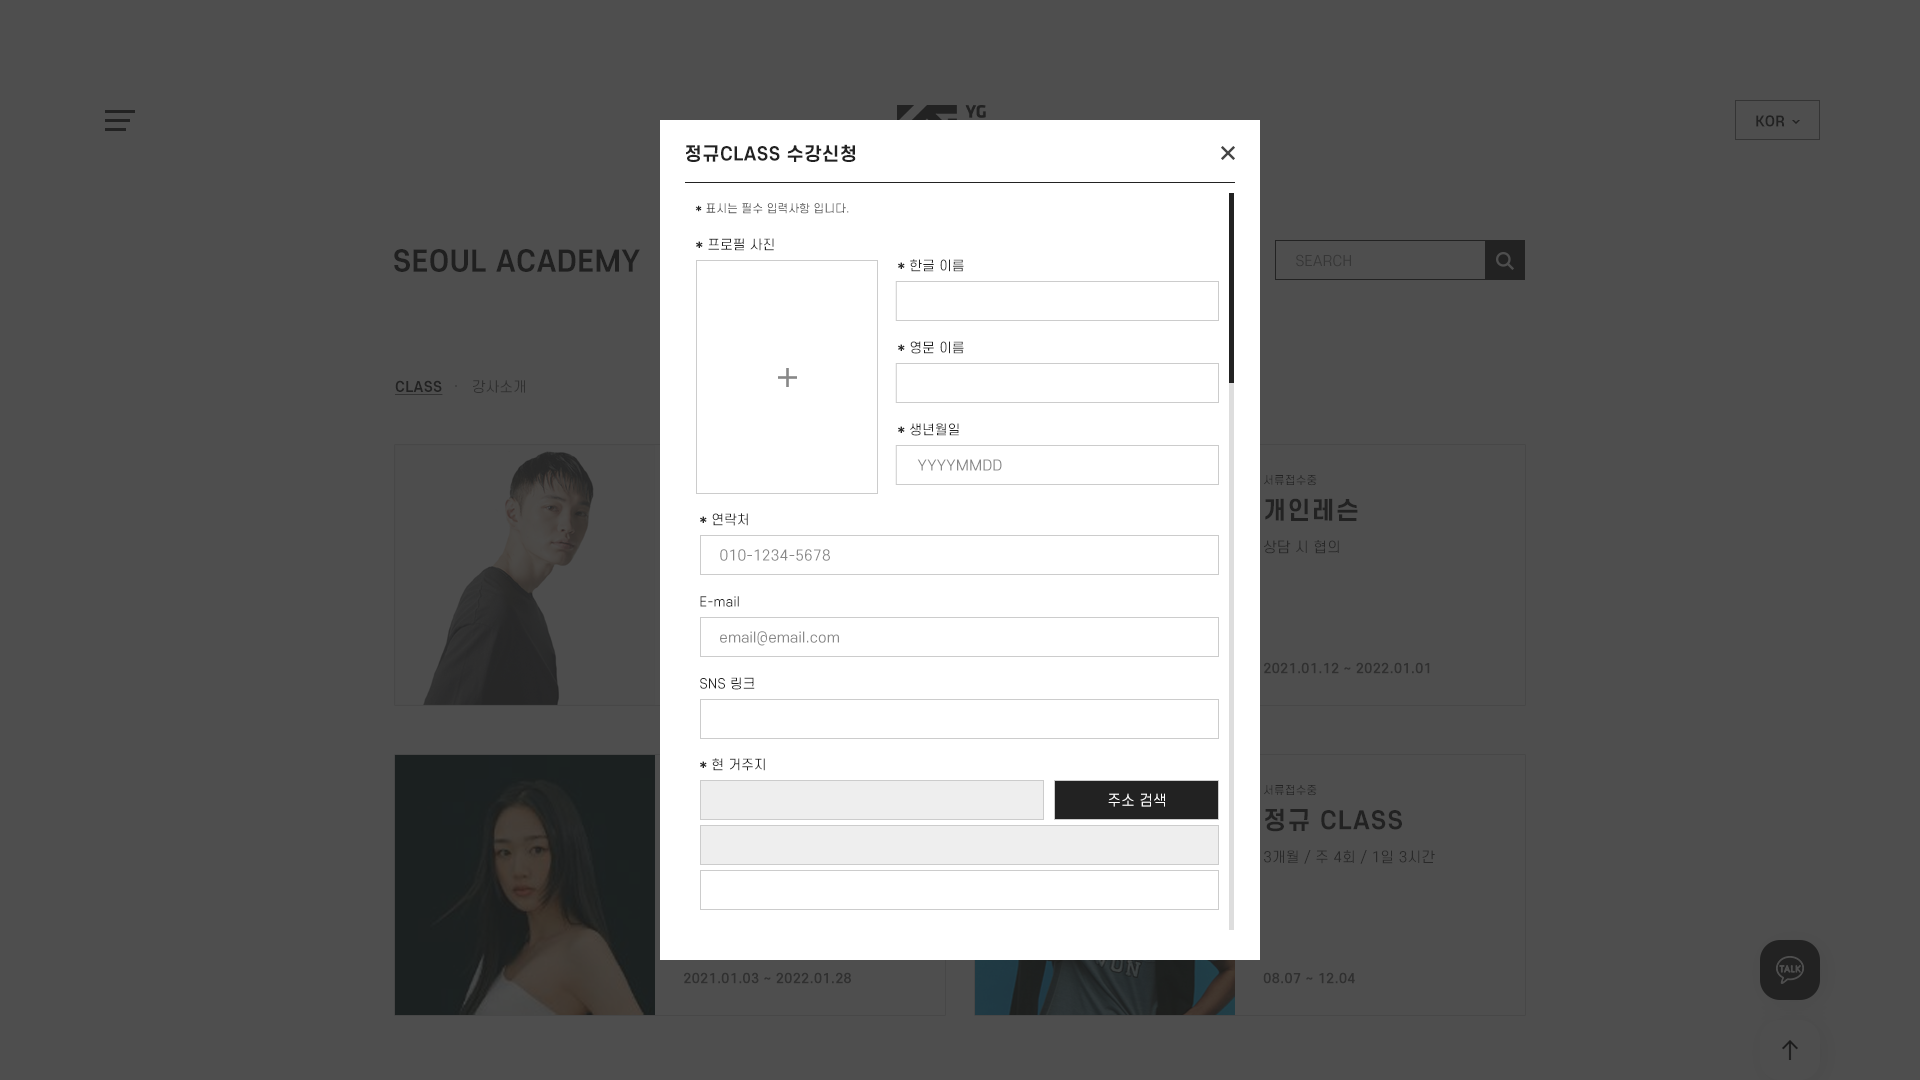 YG
KOR
정규CLASS 수강신청
* 표시는 필수 입력사항 입니다.
* 프로필 사진
* 한글 이름
* 영문 이름
* 생년월일
YYYYMMDD
* 연락처
010-1234-5678
E-mail
email@email.com
SNS 링크
* 현 거주지
주소 검색
SEOUL ACADEMY
SEARCH
CLASS · 강사소개
서류접수중
개인레슨
상담 시 협의
2021.01.12 ~ 2022.01.01
2021.01.03 ~ 2022.01.28
서류접수중
정규 CLASS
3개월 / 주 4회 / 1일 3시간
08.07 ~ 12.04
TALK